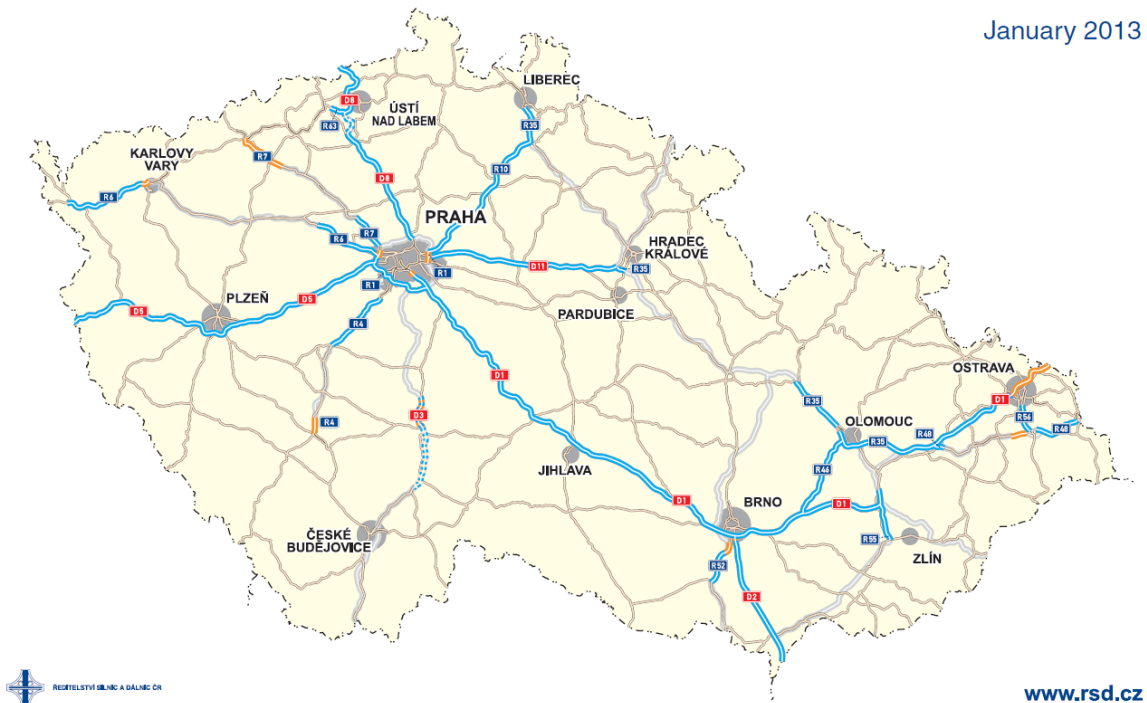 January 2013
LIBEREC
D8
ÚSTÍ
NAD LABEM
R63
R35
R7
KARLOVY
VARY
R10
D8
R6
PRAHA
R7
R6
HRADEC
KRÁLOVÉ
D11
R35
R1
R1
PLZEŇ
D5
D5
PARDUBICE
R4
OSTRAVA
D1
D1
R35
D3
R4
OLOMOUC
R56
R48
R48
R35
JIHLAVA
R46
BRNO
D1
D1
ČESKÉ
BUDĚJOVICE
R55
ZLÍN
R52
D2
ŘEDITELSTVÍ SILNIC A DÁLNIC ČR
www.rsd.cz